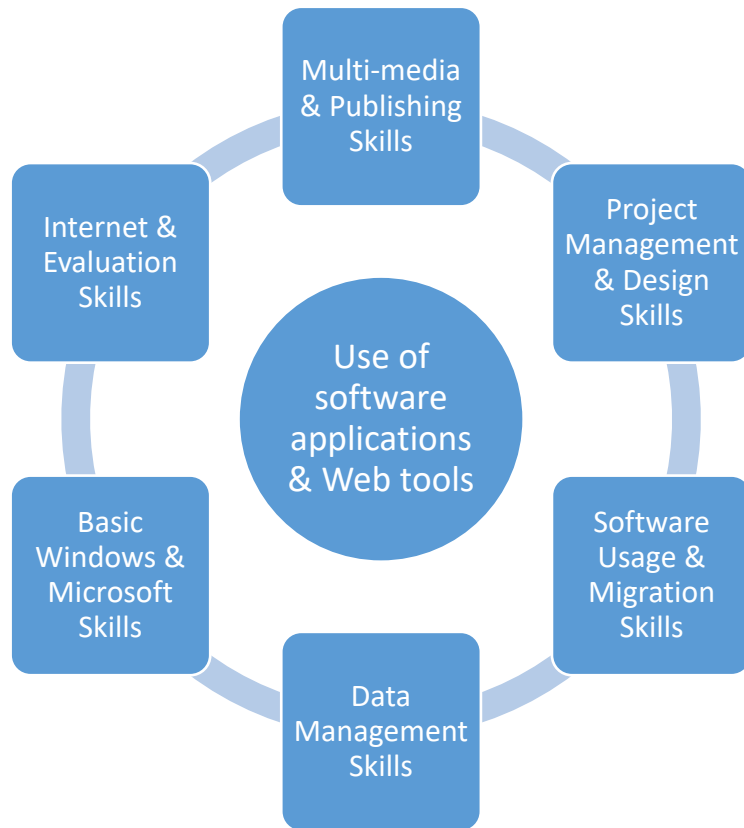 Multi-media
& Publishing
Skills
Project
Management
& Design
Skills
Software
Usage &
Migration
Skills
Data
Management
Skills
Basic
Windows &
Microsoft
Skills
Internet &
Evaluation
Skills
Use of
software
applications
& Web tools